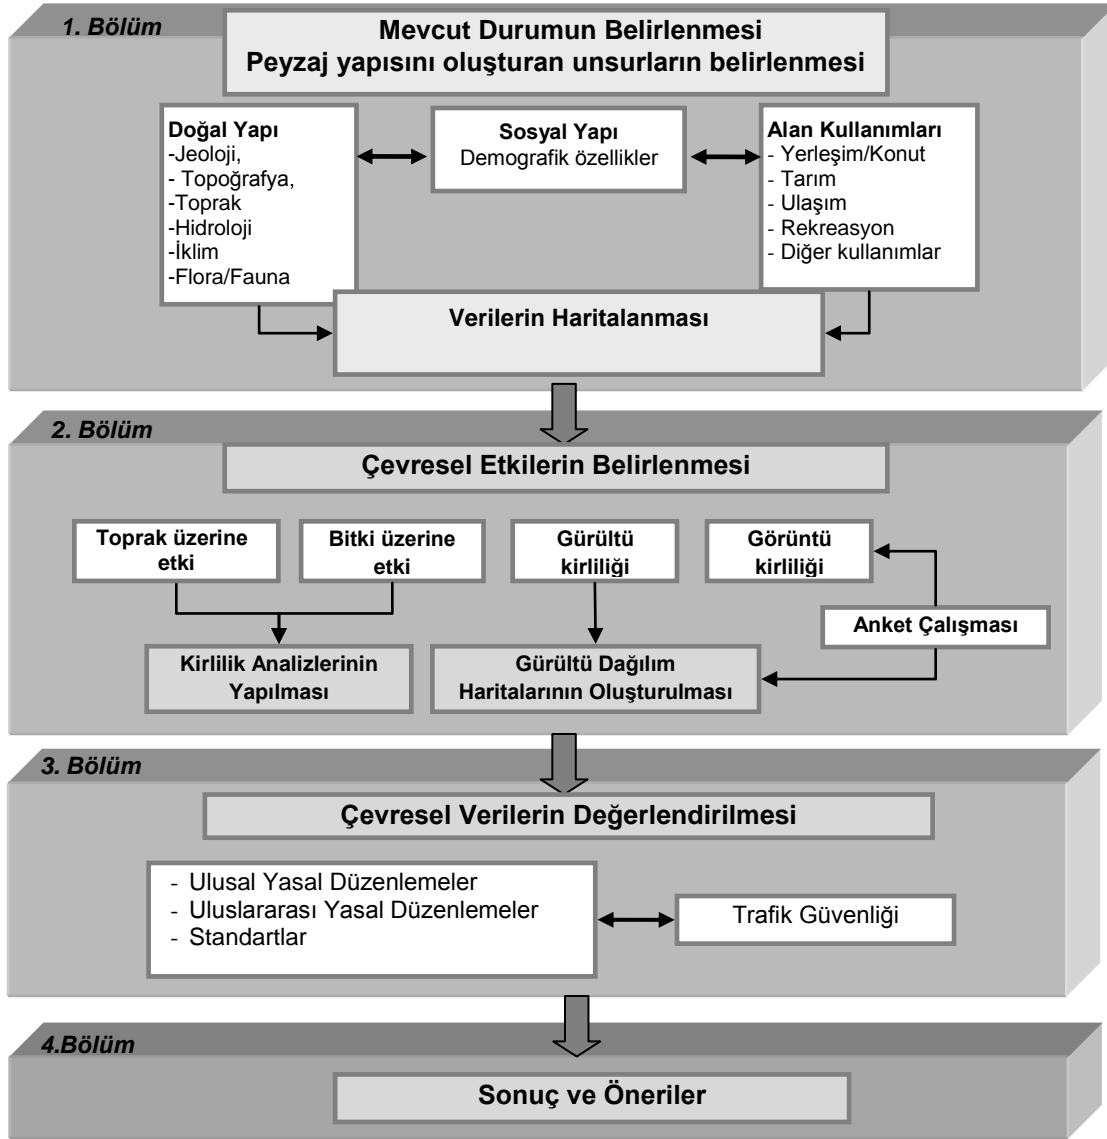 1. Bölüm
Mevcut Durumun Belirlenmesi
Peyzaj yapısını oluşturan unsurların belirlenmesi
Doğal Yapı
-Jeoloji,
- Topoğrafya,
-Toprak
-Hidroloji
-İklim
-Flora/Fauna
Sosyal Yapı
Demografik özellikler
Alan Kullanımları
- Yerleşim/Konut
- Tarım
- Ulaşım
- Rekreasyon
- Diğer kullanımlar
Verilerin Haritalanması
2. Bölüm
Çevresel Etkilerin Belirlenmesi
Toprak üzerine
etki
Bitki üzerine
etki
Gürültü
kirliliği
Görüntü
kirliliği
Anket Çalışması
Kirlilik Analizlerinin
Yapılması
Gürültü Dağılım
Haritalarının Oluşturulması
3. Bölüm
Çevresel Verilerin Değerlendirilmesi
- Ulusal Yasal Düzenlemeler
- Uluslararası Yasal Düzenlemeler
- Standartlar
Trafik Güvenliği
4.Bölüm
Sonuç ve Öneriler